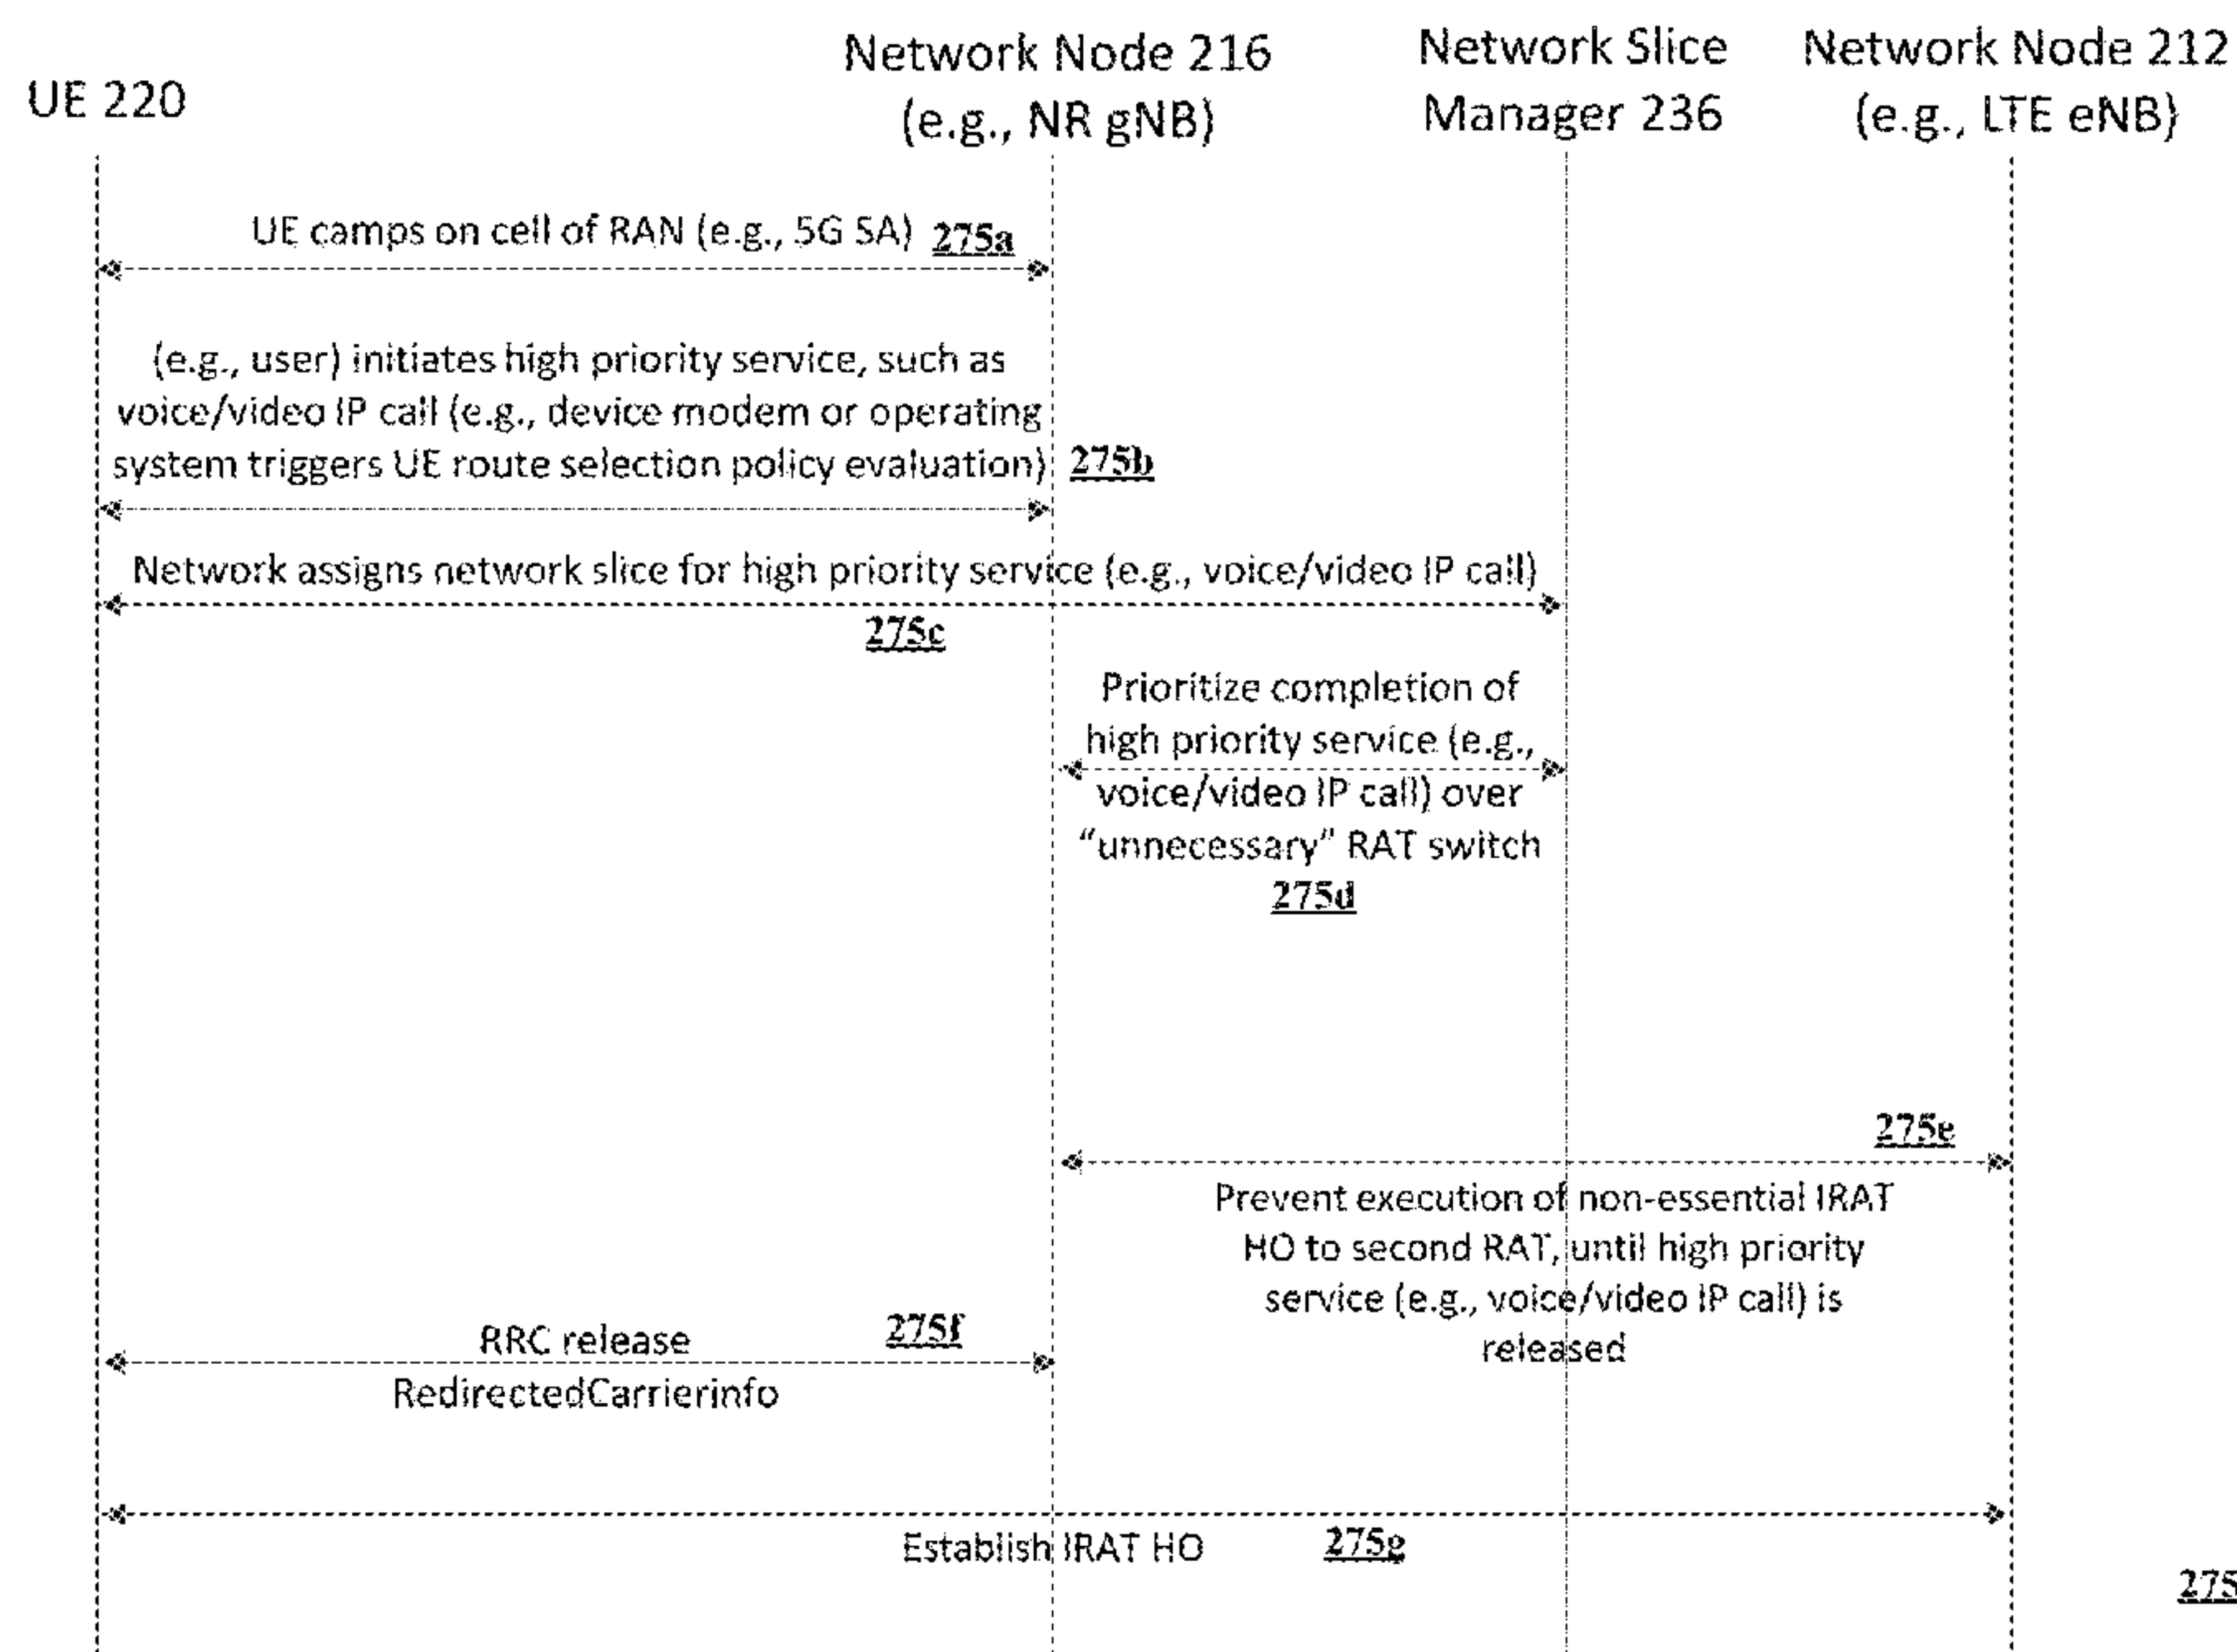 UE 220
Network Node 216
(e.g., NR gNB)
Network Slice
Manager 236
Network Node 212
(e.g., LTE eNB)
UE camps on cell of RAN (e.g., 5G SA) 275a
(e.g., user) initiates high priority service, such as
voice/video IP call (e.g., device modem or operating
system triggers UE route selection policy evaluation) 275b
Network assigns network slice for high priority service (e.g., voice/video IP call)
275c
Prioritize completion of
high priority service (e.g.,
voice/video IP call) over
“unnecessary” RAT switch
275d
275e
Prevent execution of non-essential IRAT
HO to second RAT, until high priority
service (e.g., voice/video IP call) is
released
RRC release 275f
RedirectedCarrierinfo
Establish IRAT HO 275g
275